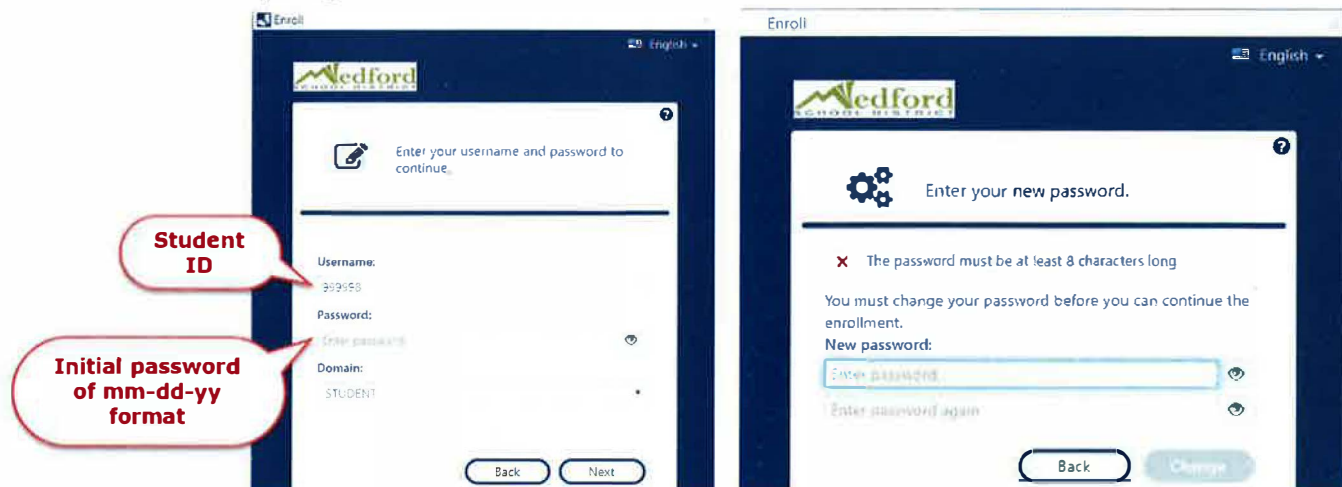 Enroll
English
Medford
SCHOOL DISTRICT
Enter your username and password to
continue.
Student
ID
Username:
999998
Password:
Enter password
Initial password
of mm-dd-yy
format
Domain:
STUDENT
Back
Next
Enroll
English
Medford
SCHOOL DISTRICT
Enter your new password.
X The password must be at least 8 characters long
You must change your password before you can continue the
enrollment.
New password:
Enter password
Enter password again
Back
Change